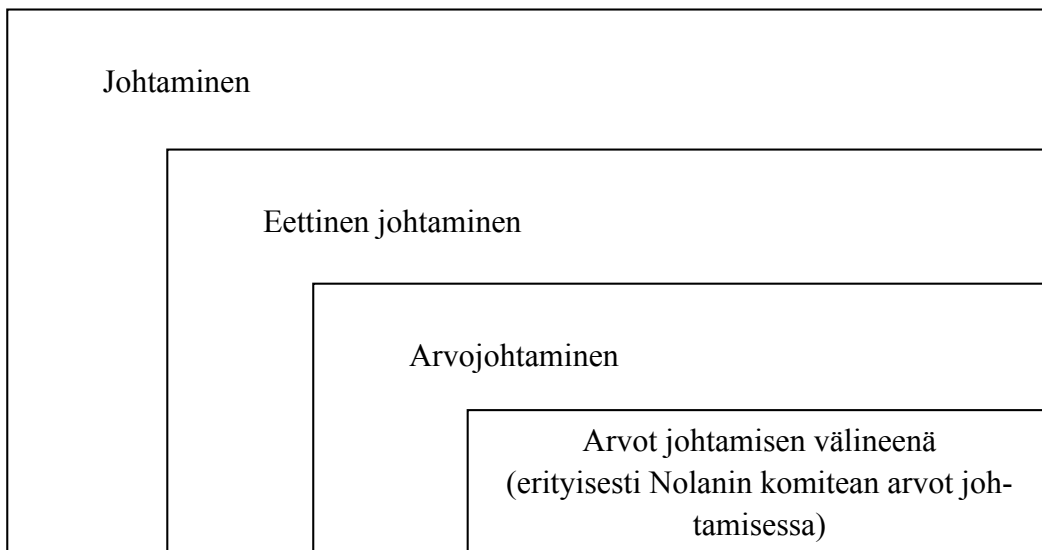 Johtaminen
Eettinen johtaminen
Arvojohtaminen
Arvot johtamisen välineenä
(erityisesti Nolanin komitean arvot joh-
tamisessa)